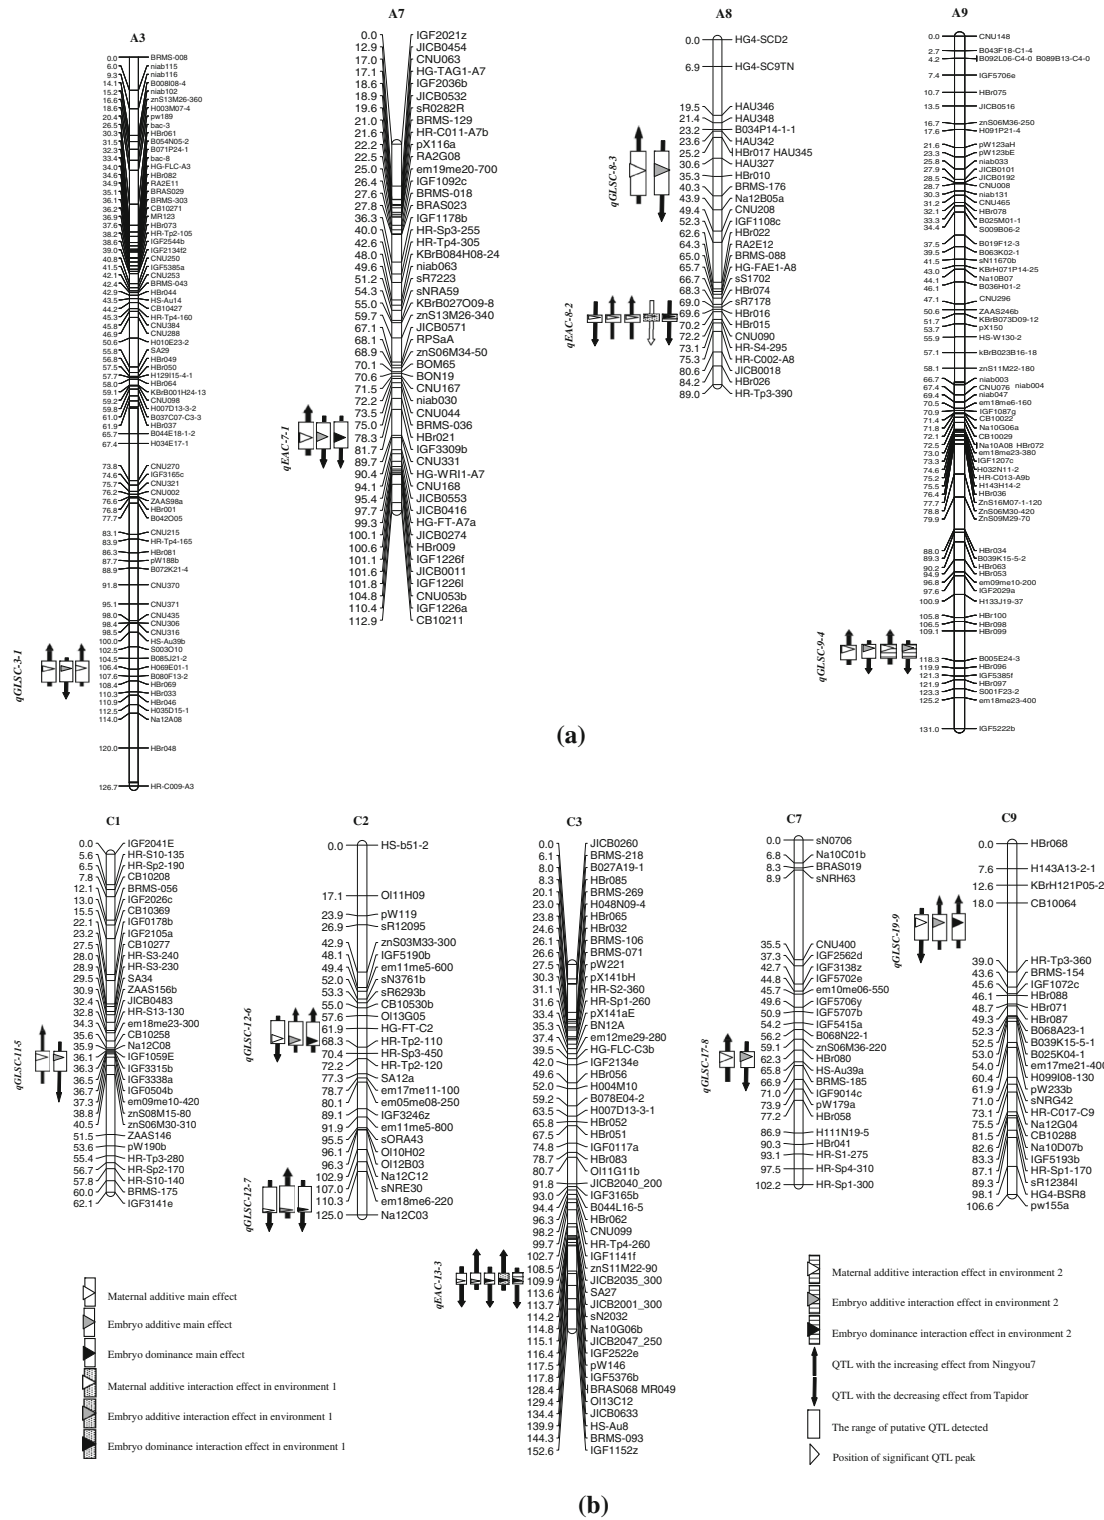 A3
0.0 BRMS-008
6.0 niab115
9.3 niab116
14.1 B008I08-4
15.2 niab102
16.6 znS13M26-360
18.6 H003M07-4
20.4 pw189
26.5 bac-3
30.3 HBr061
31.5 B054N05-2
32.3 B071P24-1
33.4 bac-8
34.0 HG-FLC-A3
34.6 HBr082
34.9 RA2E11
35.1 BRAS029
36.1 BRMS-303
36.2 CB10271
36.9 MR123
37.6 HBr073
38.2 HR-Tp2-105
38.6 IGF2544b
39.0 IGF2134f2
40.8 CNU250
41.5 IGF5385a
42.1 CNU253
42.4 BRMS-043
42.9 HBr044
43.5 HS-Au14
44.2 CB10427
45.3 HR-Tp4-160
45.8 CNU384
46.9 CNU288
50.6 H010E23-2
55.8 SA29
56.8 HBr049
57.5 HBr050
57.5 H129I15-4-1
58.0 HBr064
59.1 KBrB001H24-13
59.2 CNU098
59.8 H007D13-3-2
61.0 B037C07-C3-3
61.9 HBr037
65.7 B044E18-1-2
67.4 H034E17-1
73.8 CNU270
74.6 IGF3165c
75.7 CNU321
76.2 CNU002
76.6 ZAAS98a
76.8 HBr001
77.7 B042O05
83.1 CNU215
83.9 HR-Tp4-165
86.3 HBr081
87.7 pW188b
88.9 B072K21-4
91.8 CNU370
95.1 CNU371
98.0 CNU435
98.4 CNU306
98.5 CNU316
100.0 HS-Au39b
102.5 S003O10
104.5 B085J21-2
106.4 H069E01-1
107.6 B080F13-2
108.4 HBr069
110.3 HBr033
110.9 HBr046
112.5 H035D15-1
114.0 Na12A08
120.0 HBr048
126.7 HR-C009-A3
qGLSC-3-1
A7
0.0 IGF2021z
12.9 JICB0454
17.0 CNU063
17.1 HG-TAG1-A7
18.6 IGF2036b
18.9 JICB0532
19.6 sR0282R
21.0 BRMS-129
21.6 HR-C011-A7b
22.2 pX116a
22.5 RA2G08
25.0 em19me20-700
26.4 IGF1092c
27.6 BRMS-018
27.8 BRAS023
36.3 IGF1178b
40.0 HR-Sp3-255
42.6 HR-Tp4-305
48.0 KBrB084H08-24
49.6 niab063
51.2 sR7223
54.3 sNRA59
55.0 KBrB027O09-8
59.7 znS13M26-340
67.1 JICB0571
68.1 RPSaA
68.9 znS06M34-50
70.1 BOM65
70.6 BON19
71.5 CNU167
72.2 niab030
73.5 CNU044
75.0 BRMS-036
78.3 HBr021
81.7 IGF3309b
89.7 CNU331
90.4 HG-WRI1-A7
94.1 CNU168
95.4 JICB0553
97.7 JICB0416
99.3 HG-FT-A7a
100.1 JICB0274
100.6 HBr009
101.1 IGF1226f
101.6 JICB0011
101.8 IGF1226l
104.8 CNU053b
110.4 IGF1226a
112.9 CB10211
qEAC-7-1
A8
0.0 HG4-SCD2
6.9 HG4-SC9TN
19.5 HAU346
21.4 HAU348
23.2 B034P14-1-1
23.6 HAU342
25.2 HBr017 HAU345
30.6 HAU327
35.3 HBr010
40.3 BRMS-176
43.9 Na12B05a
49.4 CNU208
52.3 IGF1108c
62.6 HBr022
64.3 RA2E12
65.0 BRMS-088
65.7 HG-FAE1-A8
66.7 sS1702
68.3 HBr074
69.0 sR7178
69.6 HBr016
70.2 HBr015
72.2 CNU090
73.1 HR-S4-295
75.3 HR-C002-A8
80.6 JICB0018
84.2 HBr026
89.0 HR-Tp3-390
qGLSC-8-3
qEAC-8-2
A9
0.0 CNU148
2.7 B043F18-C1-4
4.2 B092L06-C4-0 B089B13-C4-0
7.4 IGF5706e
10.7 HBr075
13.5 JICB0516
16.7 znS06M36-250
17.6 H091P21-4
21.6 pW123aH
23.3 pW123bE
25.8 niab033
27.9 JICB0101
28.5 JICB0192
28.7 CNU008
30.3 niab131
31.2 CNU465
32.1 HBr078
33.3 B025M01-1
34.4 S009B06-2
37.5 B019F12-3
39.5 B063K02-1
41.5 sN11670b
43.0 KBrH071P14-25
44.1 Na10B07
46.1 B036H01-2
47.1 CNU296
50.6 ZAAS246b
51.7 KBrB073D09-12
53.7 pX150
55.9 HS-W130-2
57.1 kBrB023B16-18
58.1 znS11M22-180
66.7 niab003
67.4 CNU076 niab004
69.4 niab047
70.5 em18me6-160
70.9 IGF1087g
71.4 CB10022
71.8 Na10G06a
72.1 CB10029
72.5 Na10A08 HBr072
73.0 em18me23-380
73.3 IGF1207c
74.6 H032N11-2
75.2 HR-C013-A9b
75.5 H143H14-2
76.4 HBr036
77.7 ZnS16M07-1-120
78.8 ZnS06M30-420
79.9 ZnS09M29-70
88.0 HBr034
89.3 B039K15-5-2
90.2 HBr063
94.9 HBr053
96.8 em09me10-200
97.6 IGF2029a
100.9 H133J19-37
105.8 HBr100
106.5 HBr098
109.1 HBr099
118.3 B005E24-3
119.9 HBr096
121.3 IGF5385f
121.9 HBr097
123.3 S001F23-2
125.2 em18me23-400
131.0 IGF5222b
qGLSC-9-4
(a)
C1
0.0 IGF2041E
5.6 HR-S10-135
6.5 HR-Sp2-190
7.8 CB10208
12.1 BRMS-056
13.0 IGF2026c
15.5 CB10369
22.1 IGF0178b
23.2 IGF2105a
27.5 CB10277
28.0 HR-S3-240
28.9 HR-S3-230
29.5 SA34
30.9 ZAAS156b
32.4 JICB0483
32.8 HR-S13-130
34.3 em18me23-300
35.6 CB10258
35.9 Na12C08
36.1 IGF1059E
36.3 IGF3315b
36.5 IGF3338a
36.7 IGF0504b
37.3 em09me10-420
38.8 znS08M15-80
40.5 znS06M30-310
51.5 ZAAS146
53.6 pW190b
55.4 HR-Tp3-280
56.7 HR-Sp2-170
57.8 HR-S10-140
60.0 BRMS-175
62.1 IGF3141e
qGLSC-11-5
C2
0.0 HS-b51-2
17.1 Ol11H09
23.9 pW119
26.9 sR12095
42.9 znS03M33-300
48.1 IGF5190b
49.4 em11me5-600
52.0 sN3761b
53.3 sR6293b
55.0 CB10530b
57.6 Ol13G05
61.9 HG-FT-C2
68.3 HR-Tp2-110
70.4 HR-Sp3-450
72.2 HR-Tp2-120
77.3 SA12a
78.7 em17me11-100
80.1 em05me08-250
89.1 IGF3246z
91.9 em11me5-800
95.5 sORA43
96.1 Ol10H02
96.3 Ol12B03
102.9 Na12C12
107.0 sNRE30
110.3 em18me6-220
125.0 Na12C03
qGLSC-12-6
qGLSC-12-7
C3
0.0 JICB0260
6.1 BRMS-218
8.0 B027A19-1
8.3 HBr085
20.1 BRMS-269
23.0 H048N09-4
23.8 HBr065
24.6 HBr032
26.1 BRMS-106
26.6 BRMS-071
27.5 pW221
30.3 pX141bH
31.1 HR-S2-360
31.6 HR-Sp1-260
33.4 pX141aE
35.3 BN12A
37.4 em12me29-280
39.5 HG-FLC-C3b
42.0 IGF2134e
49.6 HBr056
52.0 H004M10
59.2 B078E04-2
63.5 H007D13-3-1
65.8 HBr052
67.5 HBr051
74.8 IGF0117a
78.7 HBr083
80.7 Ol11G11b
91.8 JICB2040_200
93.0 IGF3165b
94.4 B044L16-5
96.3 HBr062
98.2 CNU099
99.7 HR-Tp4-260
102.7 IGF1141f
108.5 znS11M22-90
109.9 JICB2035_300
113.6 SA27
113.7 JICB2001_300
114.2 sN2032
114.8 Na10G06b
115.1 JICB2047_250
116.4 IGF2522e
117.5 pW146
117.8 IGF5376b
128.4 BRAS068 MR049
129.4 Ol13C12
134.4 JICB0633
139.9 HS-Au8
144.3 BRMS-093
152.6 IGF1152z
qEAC-13-3
C7
0.0 sN0706
6.8 Na10C01b
8.3 BRAS019
8.9 sNRH63
35.5 CNU400
37.3 IGF2562d
42.7 IGF3138z
44.8 IGF5702e
45.7 em10me06-550
49.6 IGF5706y
50.9 IGF5707b
54.2 IGF5415a
56.2 B068N22-1
59.1 znS06M36-220
62.3 HBr080
65.8 HS-Au39a
66.9 BRMS-185
71.0 IGF9014c
73.9 pW179a
77.2 HBr058
86.9 H111N19-5
90.3 HBr041
93.1 HR-S1-275
97.5 HR-Sp4-310
102.2 HR-Sp1-300
qGLSC-17-8
C9
0.0 HBr068
7.6 H143A13-2-1
12.6 KBrH121P05-2
18.0 CB10064
39.0 HR-Tp3-360
43.6 BRMS-154
45.6 IGF1072c
46.1 HBr088
48.7 HBr071
49.3 HBr087
52.3 B068A23-1
52.5 B039K15-5-1
53.0 B025K04-1
54.0 em17me21-400
60.4 H099I08-130
61.9 pW233b
71.0 sNRG42
73.1 HR-C017-C9
75.5 Na12G04
81.5 CB10288
82.6 Na10D07b
83.3 IGF5193b
87.1 HR-Sp1-170
89.3 sR12384I
98.1 HG4-BSR8
106.6 pw155a
qGLSC-19-9
Maternal additive main effect
Embryo additive main effect
Embryo dominance main effect
Maternal additive interaction effect in environment 1
Embryo additive interaction effect in environment 1
Embryo dominance interaction effect in environment 1
Maternal additive interaction effect in environment 2
Embryo additive interaction effect in environment 2
Embryo dominance interaction effect in environment 2
QTL with the increasing effect from Ningyou7
QTL with the decreasing effect from Tapidor
The range of putative QTL detected
Position of significant QTL peak
(b)